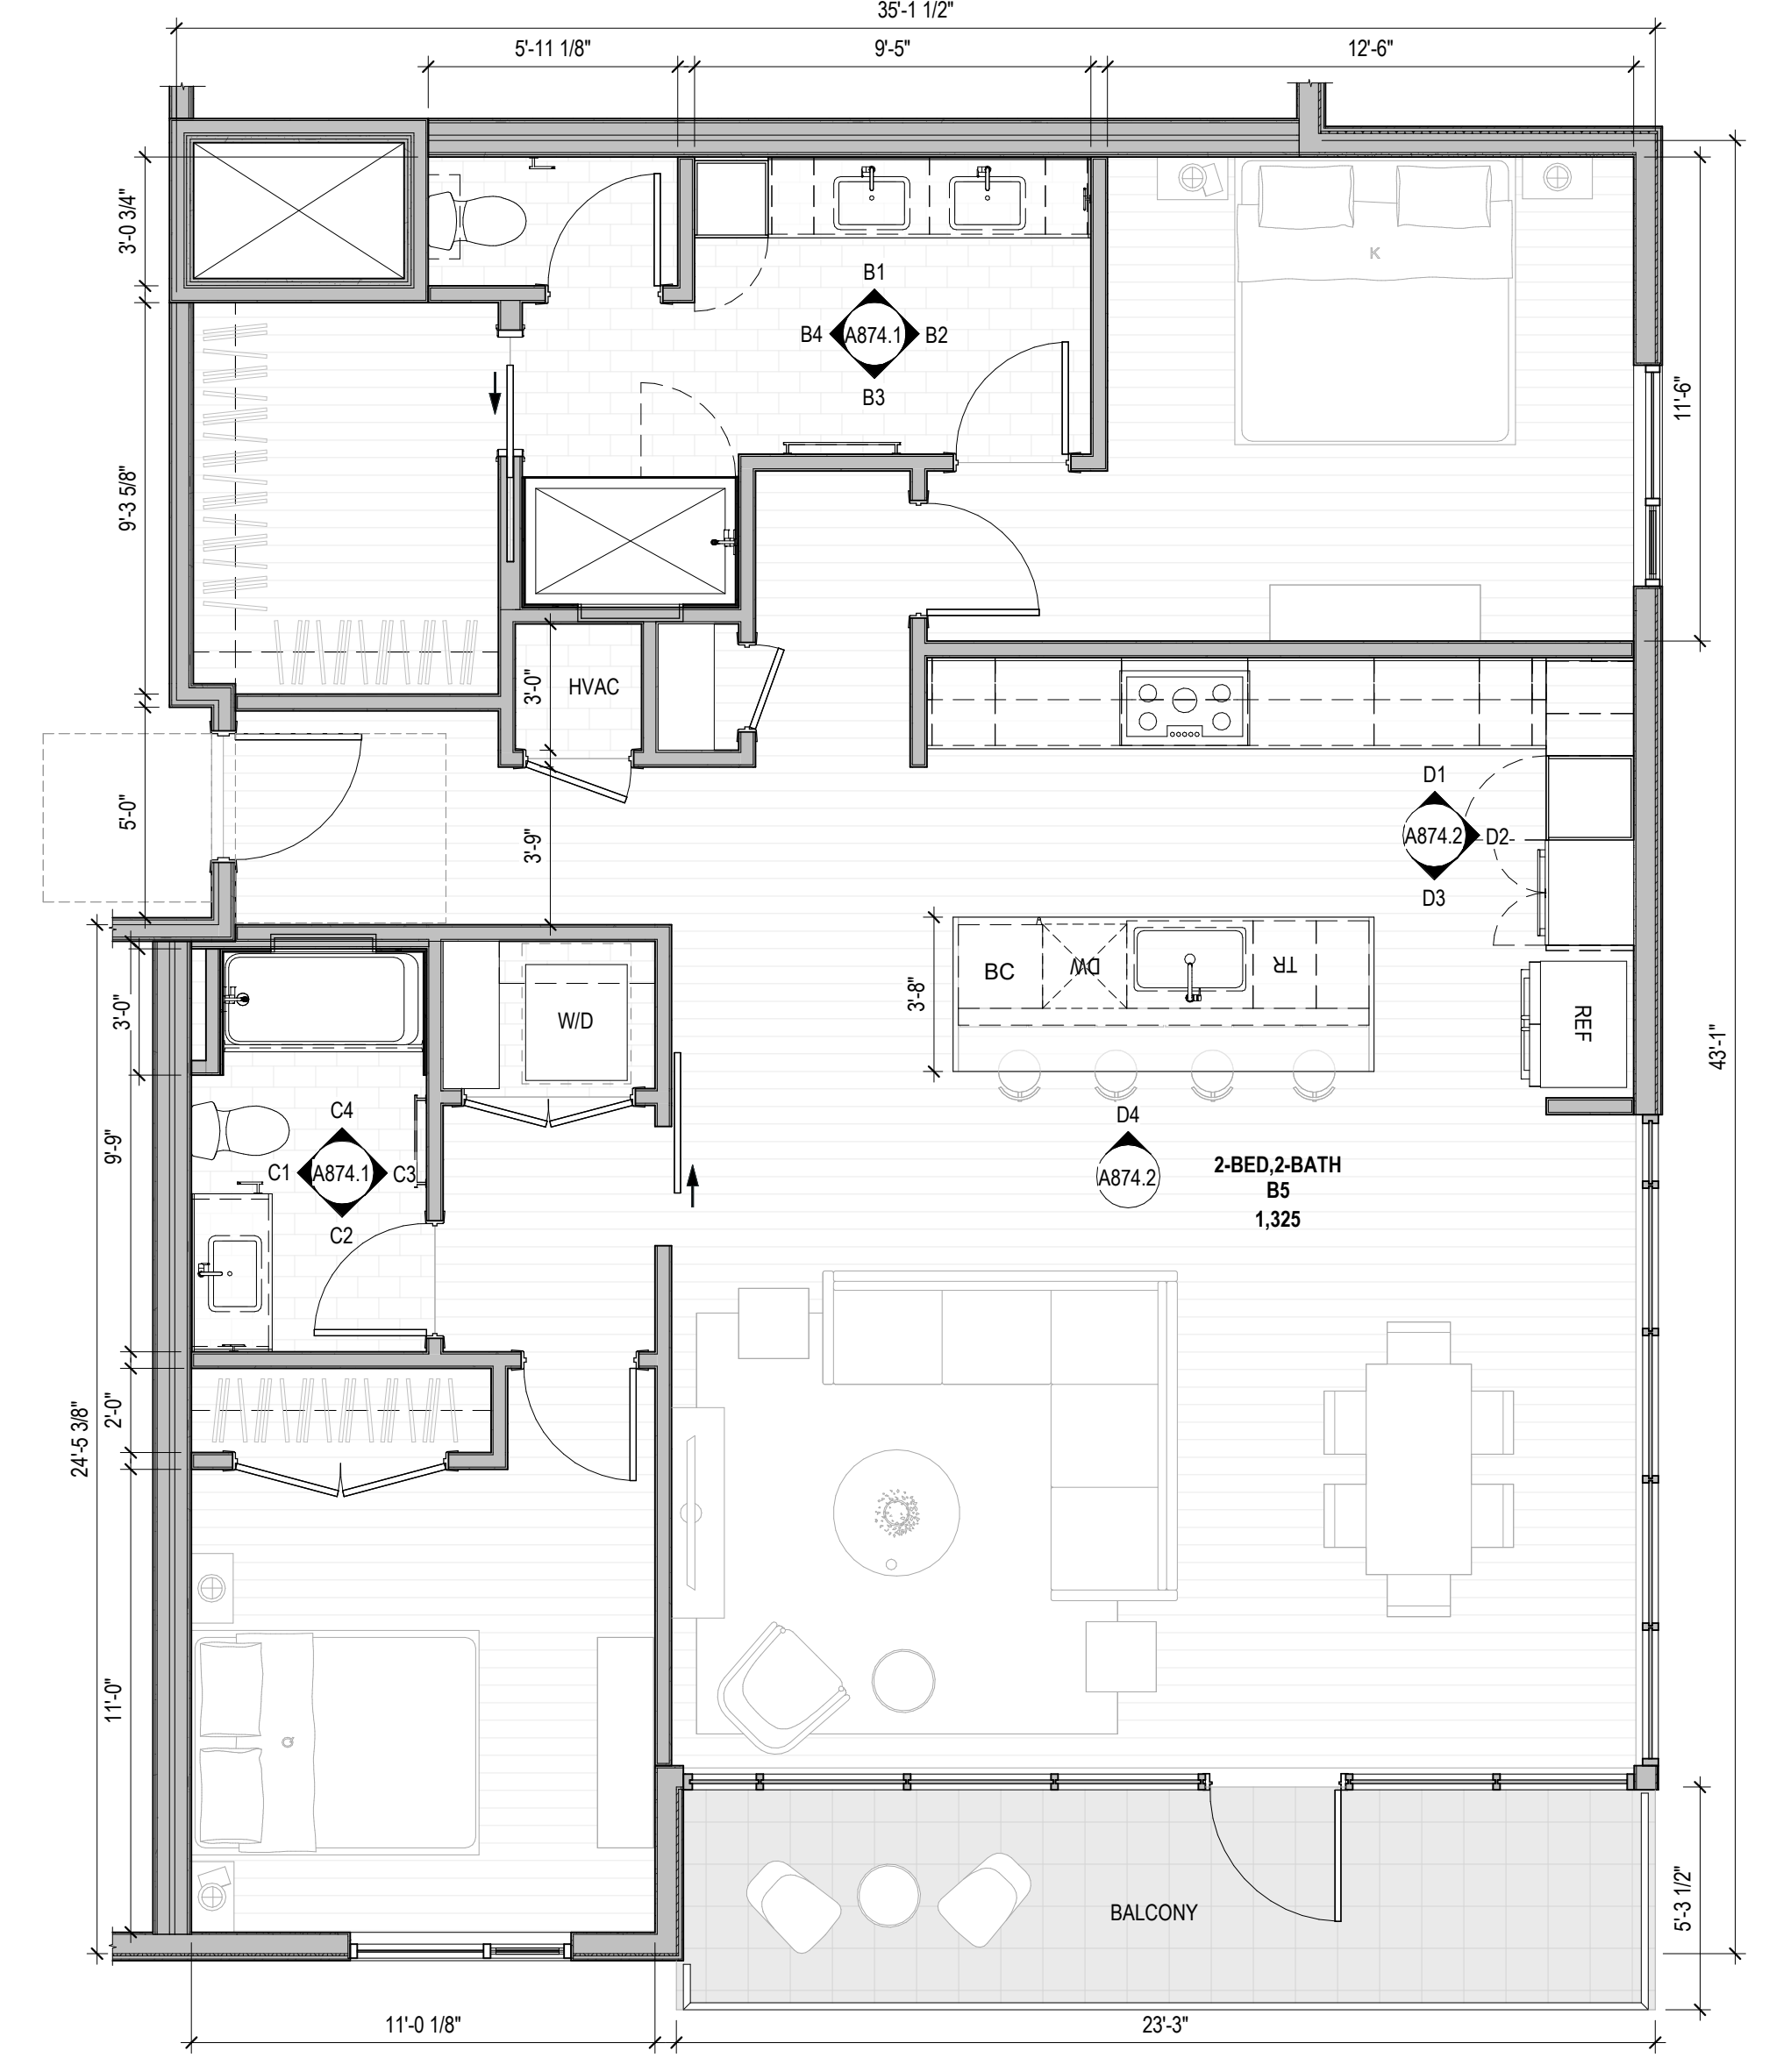 35'-1 1/2"
5'-11 1/8"
9'-5"
12'-6"
3'-0 3/4"
K
B1
B4
A874.1
B2
B3
11'-6"
9'-3 5/8"
3'-0"
HVAC
5'-0"
3'-9"
D1
A874.2
D2
D3
3'-8"
BC
DW
TR
REF
3'-0"
W/D
43'-1"
C4
C1
A874.1
C3
C2
9'-9"
D4
A874.2
2-BED,2-BATH
B5
1,325
2'-0"
24'-5 3/8"
11'-0"
Q
BALCONY
5'-3 1/2"
11'-0 1/8"
23'-3"